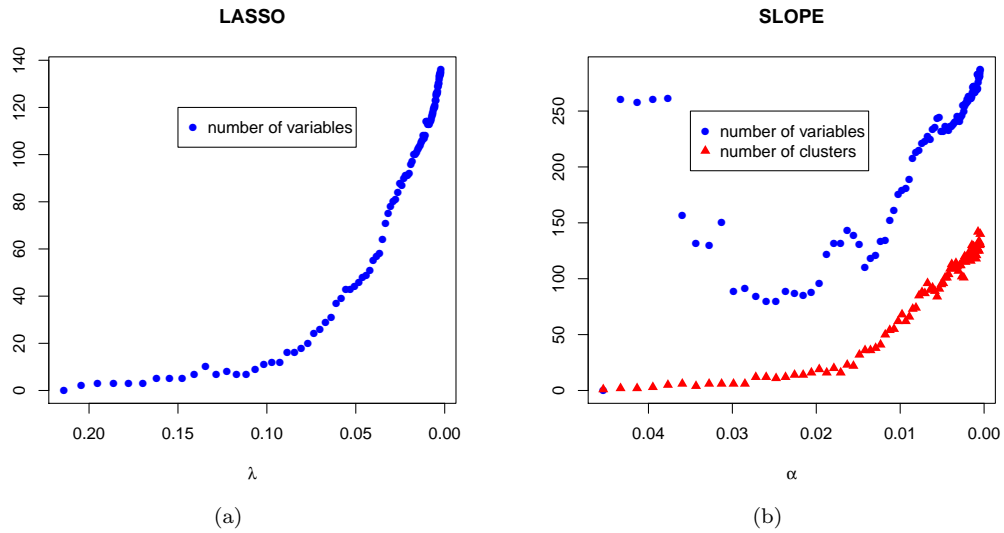 LASSO
140
120
100
80
60
40
20
0
number of variables
0.20
0.15
0.10
0.05
0.00
λ
(a)
SLOPE
250
200
150
100
50
0
number of variables
number of clusters
0.04
0.03
0.02
0.01
0.00
α
(b)